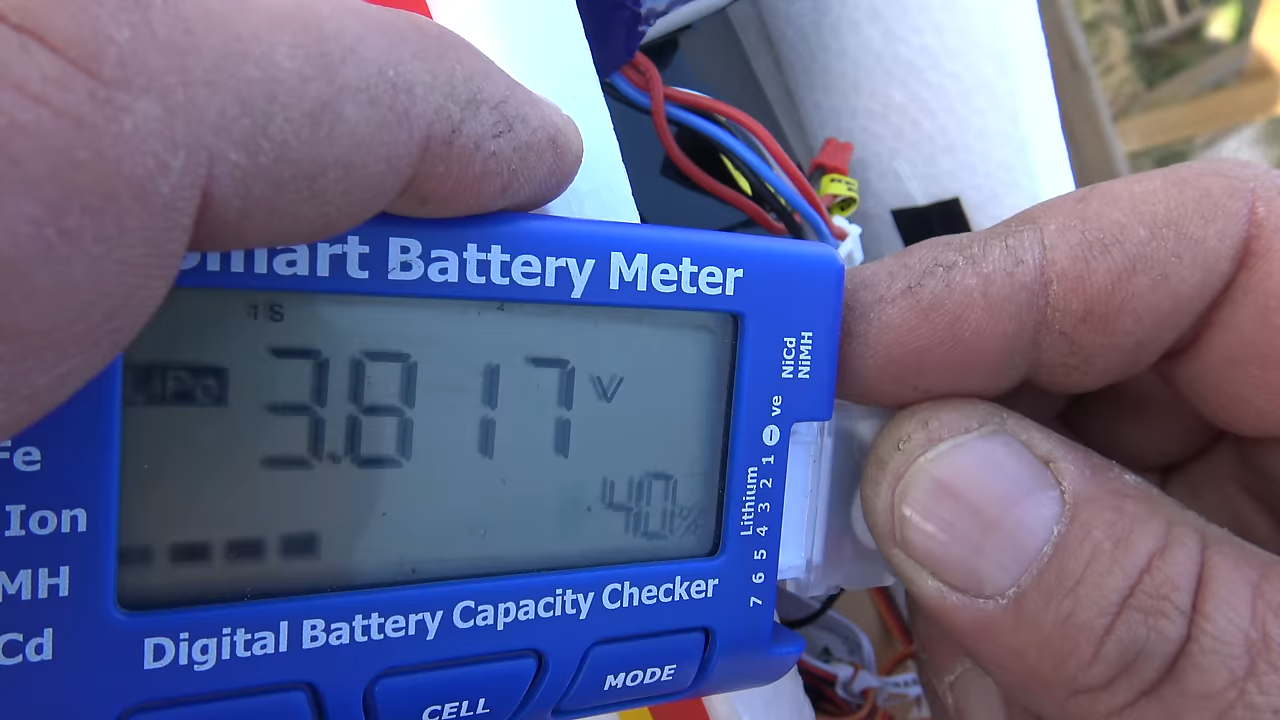 Smart Battery Meter
1S
LiPo
3.817 V
40%
Fe
Ion
MH
Cd
NiCd
NiMH
ve
Lithium
7 6 5 4 3 2 1
Digital Battery Capacity Checker
CELL
MODE